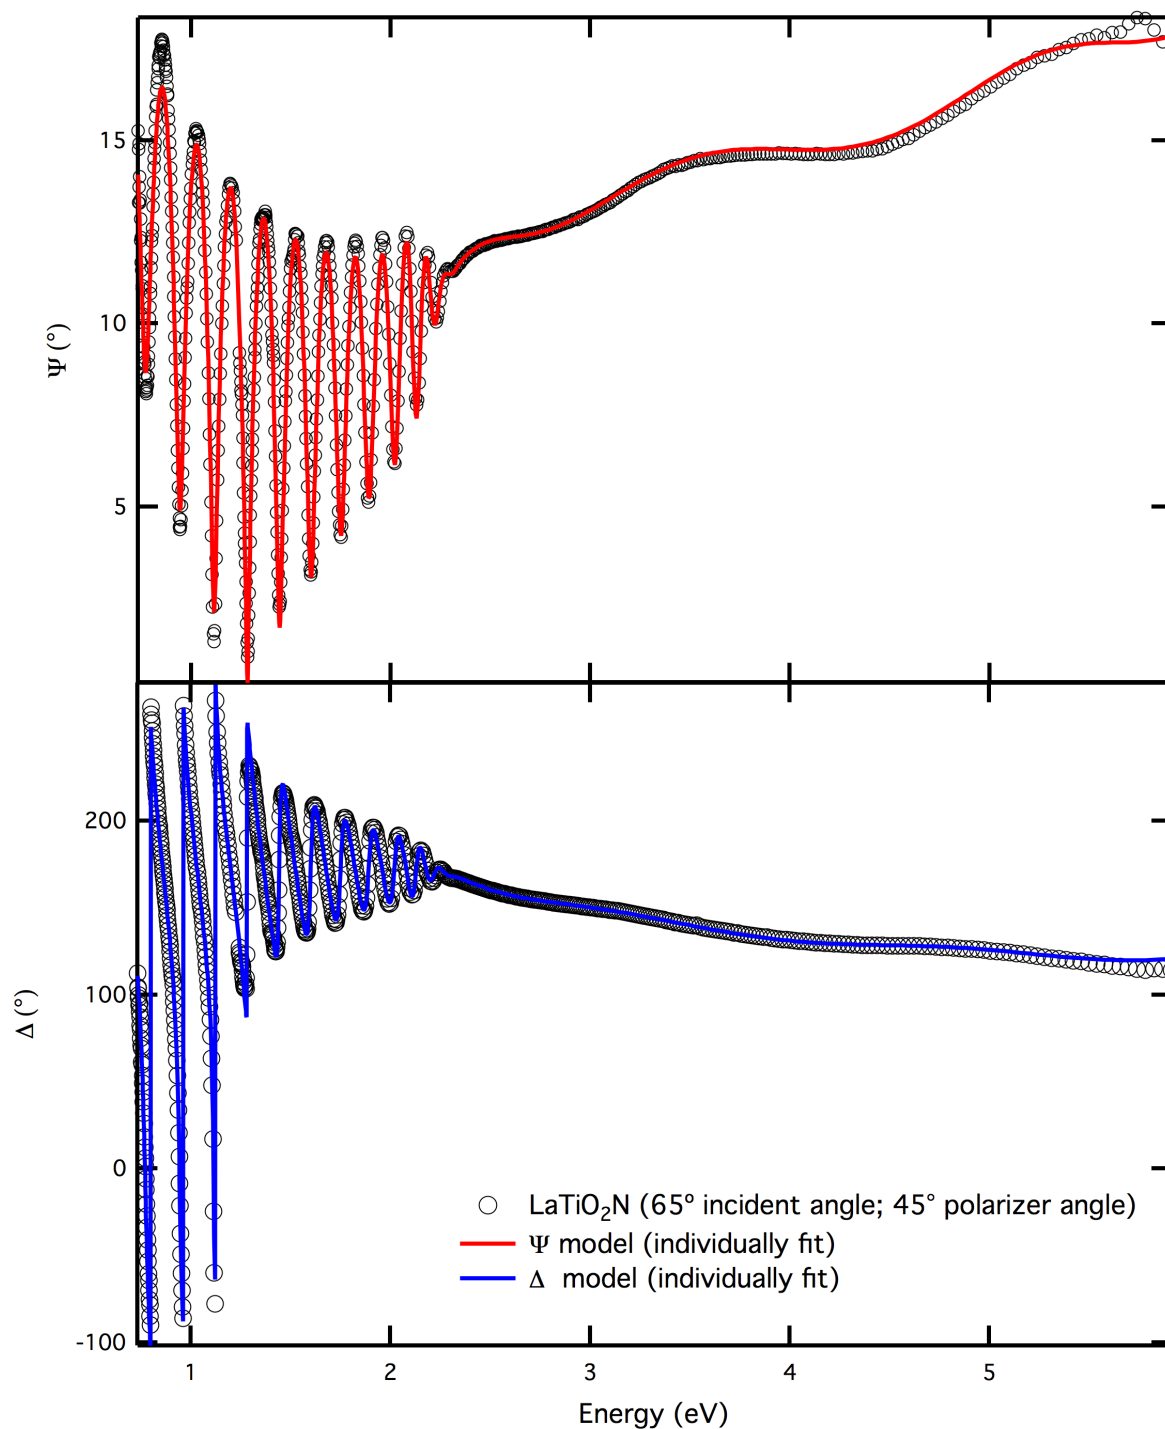 15
10
5
Ψ (°)
200
100
0
-100
Δ (°)
LaTiO₂N (65º incident angle; 45° polarizer angle)
Ψ model (individually fit)
Δ model (individually fit)
1 2 3 4 5
Energy (eV)